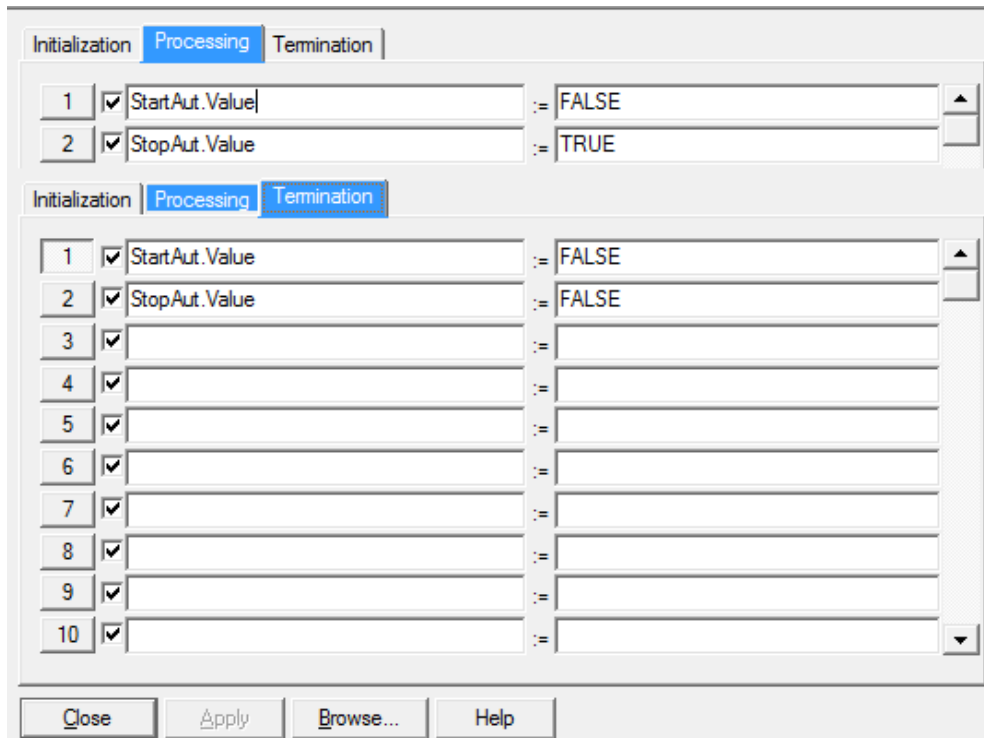 Initialization Processing Termination
1 StartAut.Value := FALSE
2 StopAut.Value := TRUE
Initialization Processing Termination
1 StartAut.Value := FALSE
2 StopAut.Value := FALSE
3 :=
4 :=
5 :=
6 :=
7 :=
8 :=
9 :=
10 :=
Close Apply Browse... Help